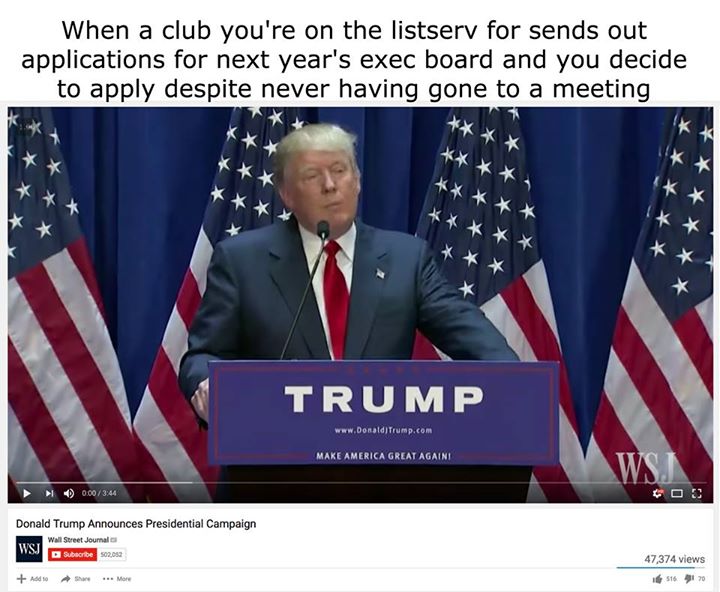 When a club you're on the listserv for sends out
applications for next year's exec board and you decide
to apply despite never having gone to a meeting
TRUMP
www.DonaldJTrump.com
MAKE AMERICA GREAT AGAIN!
WSJ
0:00 / 3:44
Donald Trump Announces Presidential Campaign
WSJ
Wall Street Journal
Subscribe 502,052
47,374 views
Add to Share More
516 70